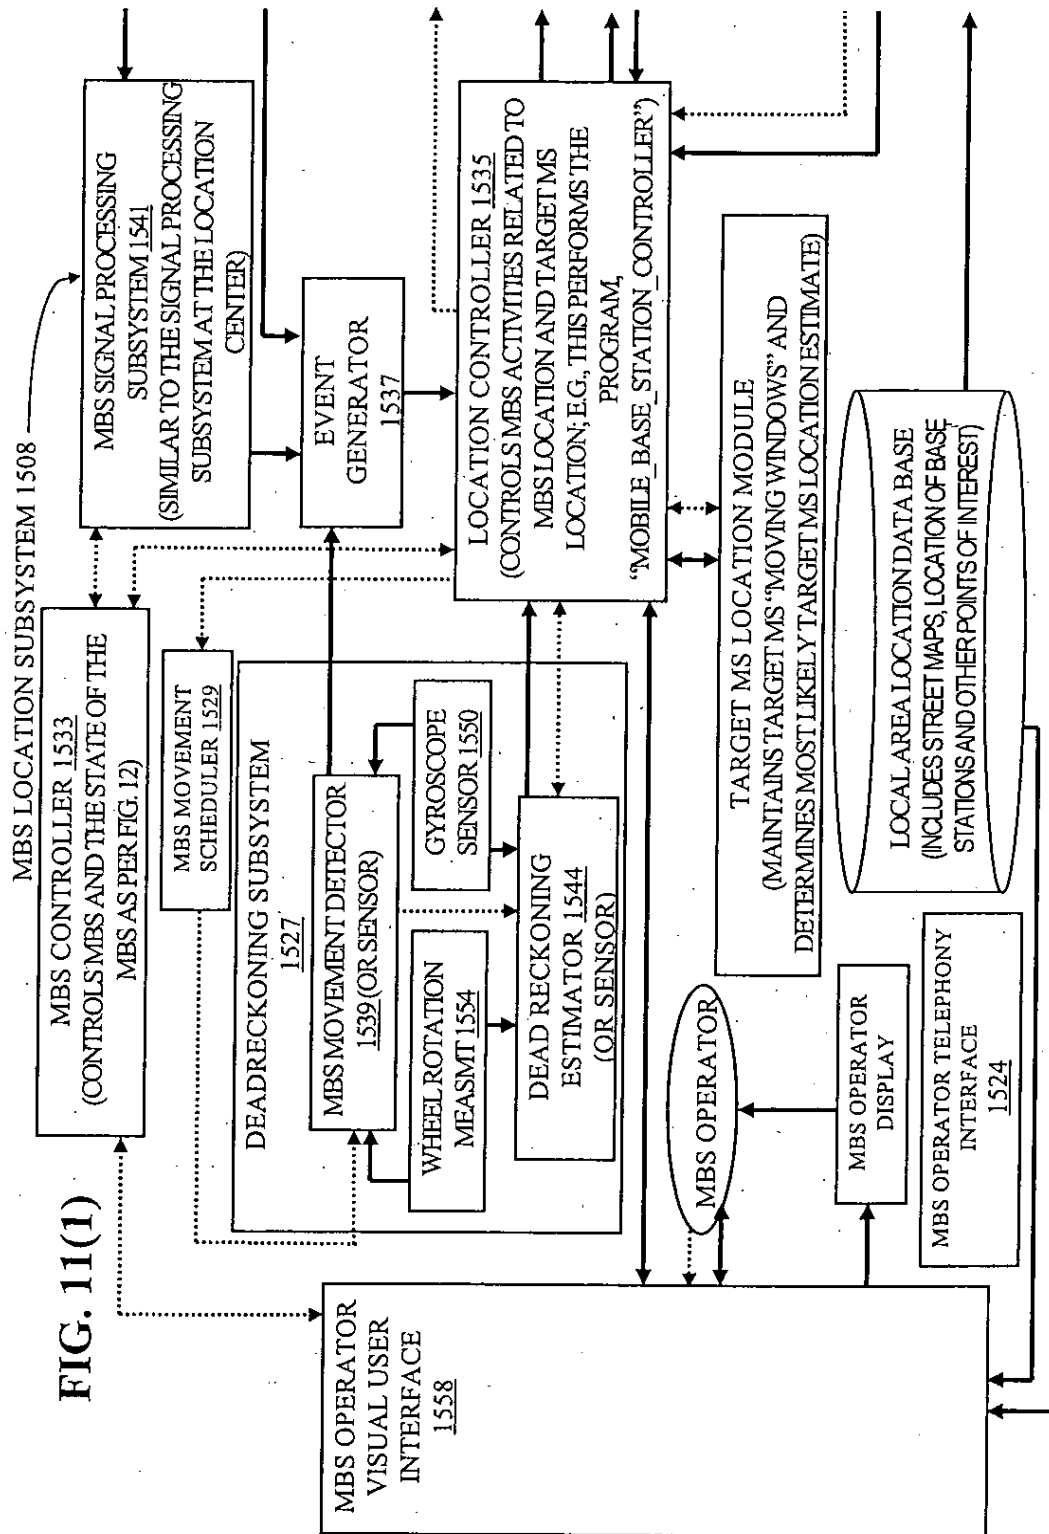 FIG. 11(1)
MBS LOCATION SUBSYSTEM 1508
MBS CONTROLLER 1533
(CONTROLS MBS AND THE STATE OF THE
MBS AS PER FIG. 12)
MBS SIGNAL PROCESSING
SUBSYSTEM 1541
(SIMILAR TO THE SIGNAL PROCESSING
SUBSYSTEM AT THE LOCATION
CENTER)
MBS MOVEMENT
SCHEDULER 1529
DEADRECKONING SUBSYSTEM
1527
MBS MOVEMENT DETECTOR
1539 (OR SENSOR)
WHEEL ROTATION
MEASMT 1554
GYROSCOPE
SENSOR 1550
DEAD RECKONING
ESTIMATOR 1544
(OR SENSOR)
EVENT
GENERATOR
1537
LOCATION CONTROLLER 1535
(CONTROLS MBS ACTIVITIES RELATED TO
MBS LOCATION AND TARGET MS
LOCATION; E.G., THIS PERFORMS THE
PROGRAM,
“MOBILE_BASE_STATION_CONTROLLER”)
MBS OPERATOR
VISUAL USER
INTERFACE
1558
MBS OPERATOR
TARGET MS LOCATION MODULE
(MAINTAINS TARGET MS “MOVING WINDOWS” AND
DETERMINES MOST LIKELY TARGET MS LOCATION ESTIMATE)
MBS OPERATOR
DISPLAY
MBS OPERATOR TELEPHONY
INTERFACE
1524
LOCAL AREA LOCATION DATA BASE
(INCLUDES STREET MAPS, LOCATION OF BASE
STATIONS AND OTHER POINTS OF INTEREST)